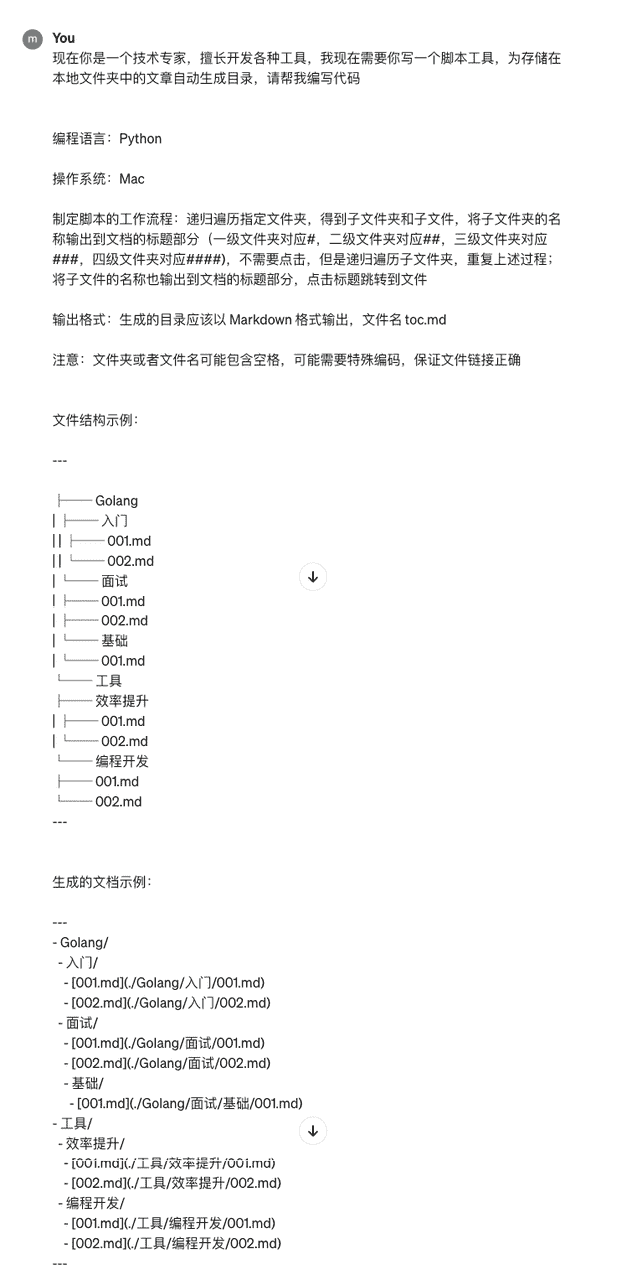 m
You
现在你是一个技术专家，擅长开发各种工具，我现在需要你写一个脚本工具，为存储在
本地文件夹中的文章自动生成目录，请帮我编写代码
编程语言：Python
操作系统：Mac
制定脚本的工作流程：递归遍历指定文件夹，得到子文件夹和子文件，将子文件夹的名
称输出到文档的标题部分（一级文件夹对应#，二级文件夹对应##，三级文件夹对应
###，四级文件夹对应####)，不需要点击，但是递归遍历子文件夹，重复上述过程；
将子文件的名称也输出到文档的标题部分，点击标题跳转到文件
输出格式：生成的目录应该以 Markdown 格式输出，文件名 toc.md
注意：文件夹或者文件名可能包含空格，可能需要特殊编码，保证文件链接正确
文件结构示例：
---
├── Golang
| ├── 入门
| | ├── 001.md
| | └── 002.md
| └── 面试
| ├── 001.md
| ├── 002.md
| └── 基础
| └── 001.md
└── 工具
├── 效率提升
| ├── 001.md
| └── 002.md
└── 编程开发
├── 001.md
└── 002.md
---
生成的文档示例：
---
- Golang/
- 入门/
- [001.md](./Golang/入门/001.md)
- [002.md](./Golang/入门/002.md)
- 面试/
- [001.md](./Golang/面试/001.md)
- [002.md](./Golang/面试/002.md)
- 基础/
- [001.md](./Golang/面试/基础/001.md)
- 工具/
- 效率提升/
- [001.md](./工具/效率提升/001.md)
- [002.md](./工具/效率提升/002.md)
- 编程开发/
- [001.md](./工具/编程开发/001.md)
- [002.md](./工具/编程开发/002.md)
---